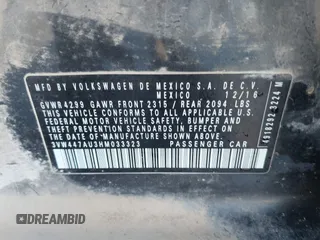 MFD BY VOLKSWAGEN DE MEXICO S.A. DE C.V.
MEXICO 12/16
GVWR 4299 GAWR FRONT 2315 / REAR 2094 LBS
THIS VEHICLE CONFORMS TO ALL APPLICABLE U.S.
FEDERAL MOTOR VEHICLE SAFETY, BUMPER AND
THEFT PREVENTION STANDARDS IN EFFECT ON THE
DATE OF MANUFACTURE SHOWN ABOVE
3VW447AU3HM033323 PASSENGER CAR
3224 M
DREAMBID